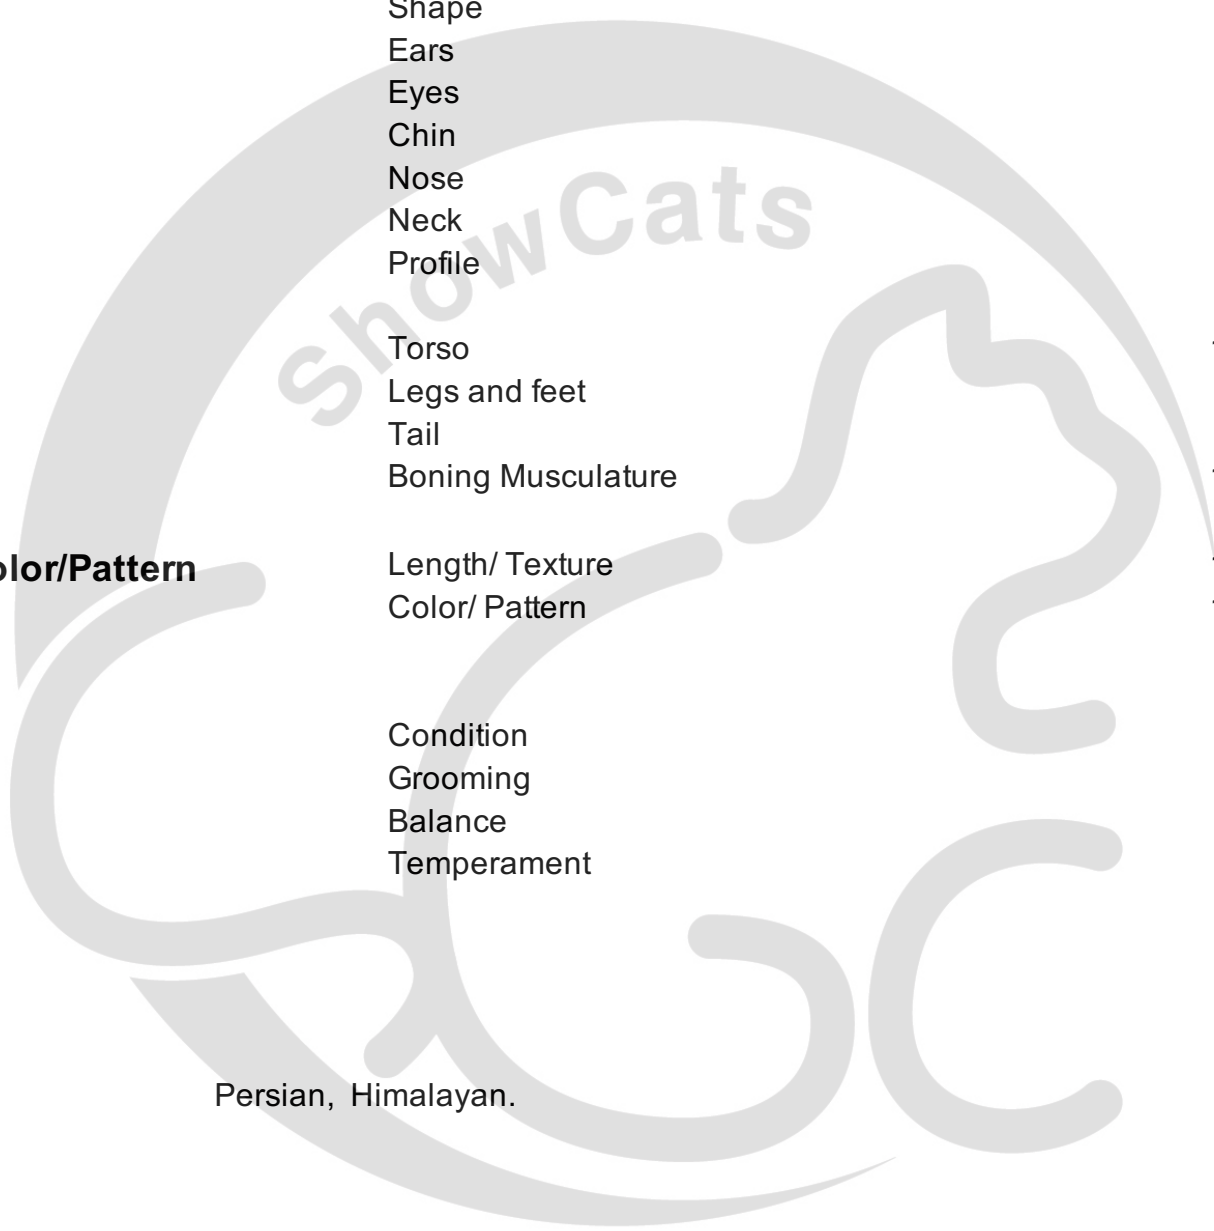 Shape
Ears
Eyes
Chin
Nose
Neck
Profile
ShowCats
Torso
Legs and feet
Tail
Boning Musculature
olor/Pattern Length/ Texture
Color/ Pattern
Condition
Grooming
Balance
Temperament
Persian, Himalayan.